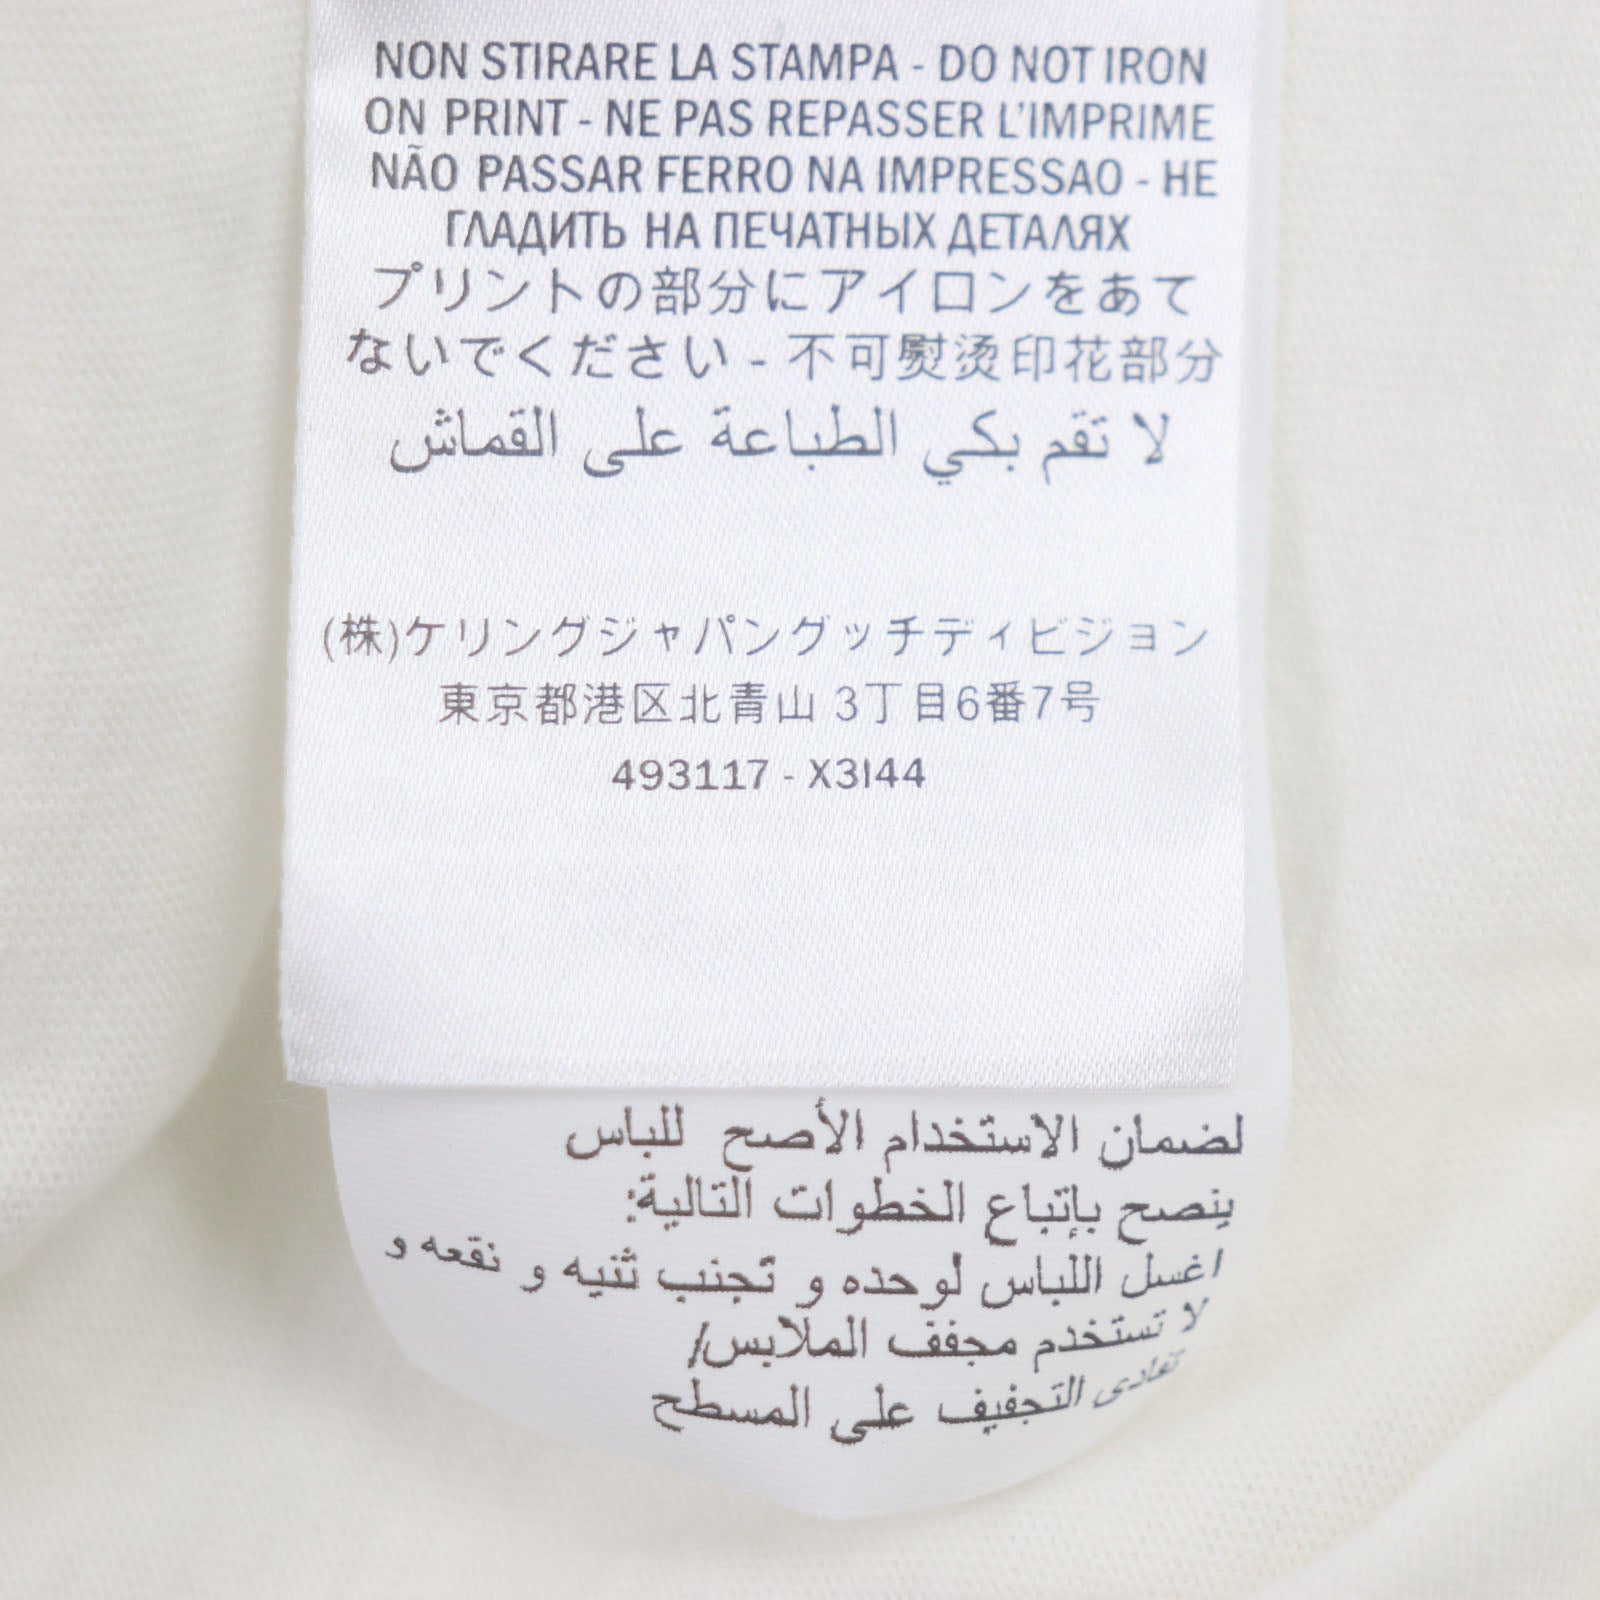 NON STIRARE LA STAMPA - DO NOT IRON
ON PRINT - NE PAS REPASSER L'IMPRIME
NÃO PASSAR FERRO NA IMPRESSAO - НЕ
ГЛАДИТЬ НА ПЕЧАТНЫХ ДЕТАЛЯХ
プリントの部分にアイロンをあて
ないでください - 不可熨烫印花部分
لا تقم بكي الطباعة على القماش
(株)ケリングジャパングッチディビジョン
東京都港区北青山 3丁目6番7号
493117 - X3I44
لضمان الاستخدام الأصح للباس
ينصح بإتباع الخطوات التالية:
اغسل اللباس لوحده و تجنب ثنيه و نقعه و
لا تستخدم مجفف الملابس/
تفادى التجفيف على المسطح